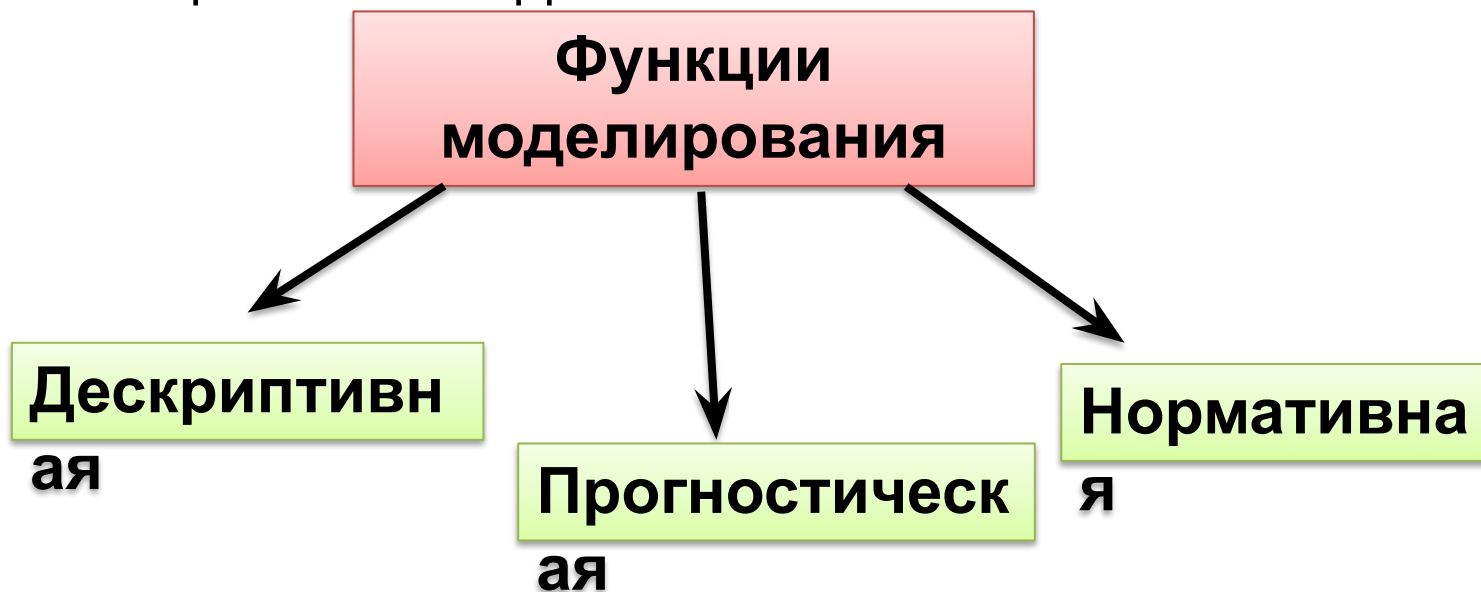 Функции
моделирования
Дескриптивн
ая
Прогностическ
ая
Нормативна
я